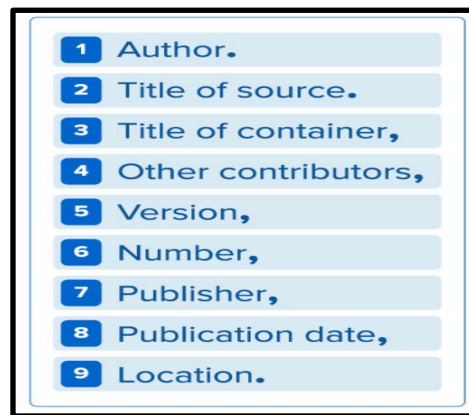 1 Author.
2 Title of source.
3 Title of container,
4 Other contributors,
5 Version,
6 Number,
7 Publisher,
8 Publication date,
9 Location.